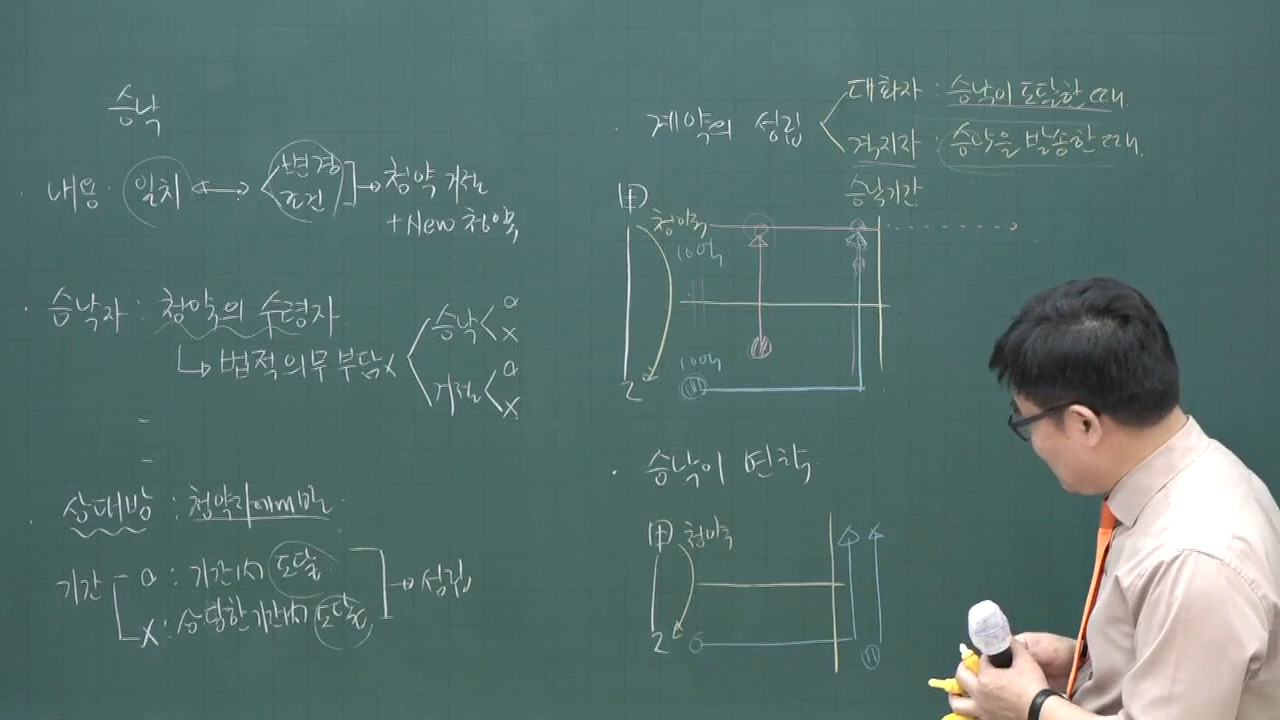 승낙
· 내용 : 일치 ↔ < 변경 조건 ] → 청약 거절
+ New 청약
· 승낙자 : 청약의 수령자
↳ 법적 의무 부담 x < 승낙 < o x
거절 < o x
-
-
· 상대방 : 청약자에게만
기간 o : 기간내 도달
x : 상당한 기간내 도달 → 성립
· 계약의 성립 < 대화자 : 승낙이 도달한 때.
격지자 : 승낙을 발송한 때.
승낙기간
甲 청약
100개
100개
乙
· 승낙이 연착
甲 청약
乙